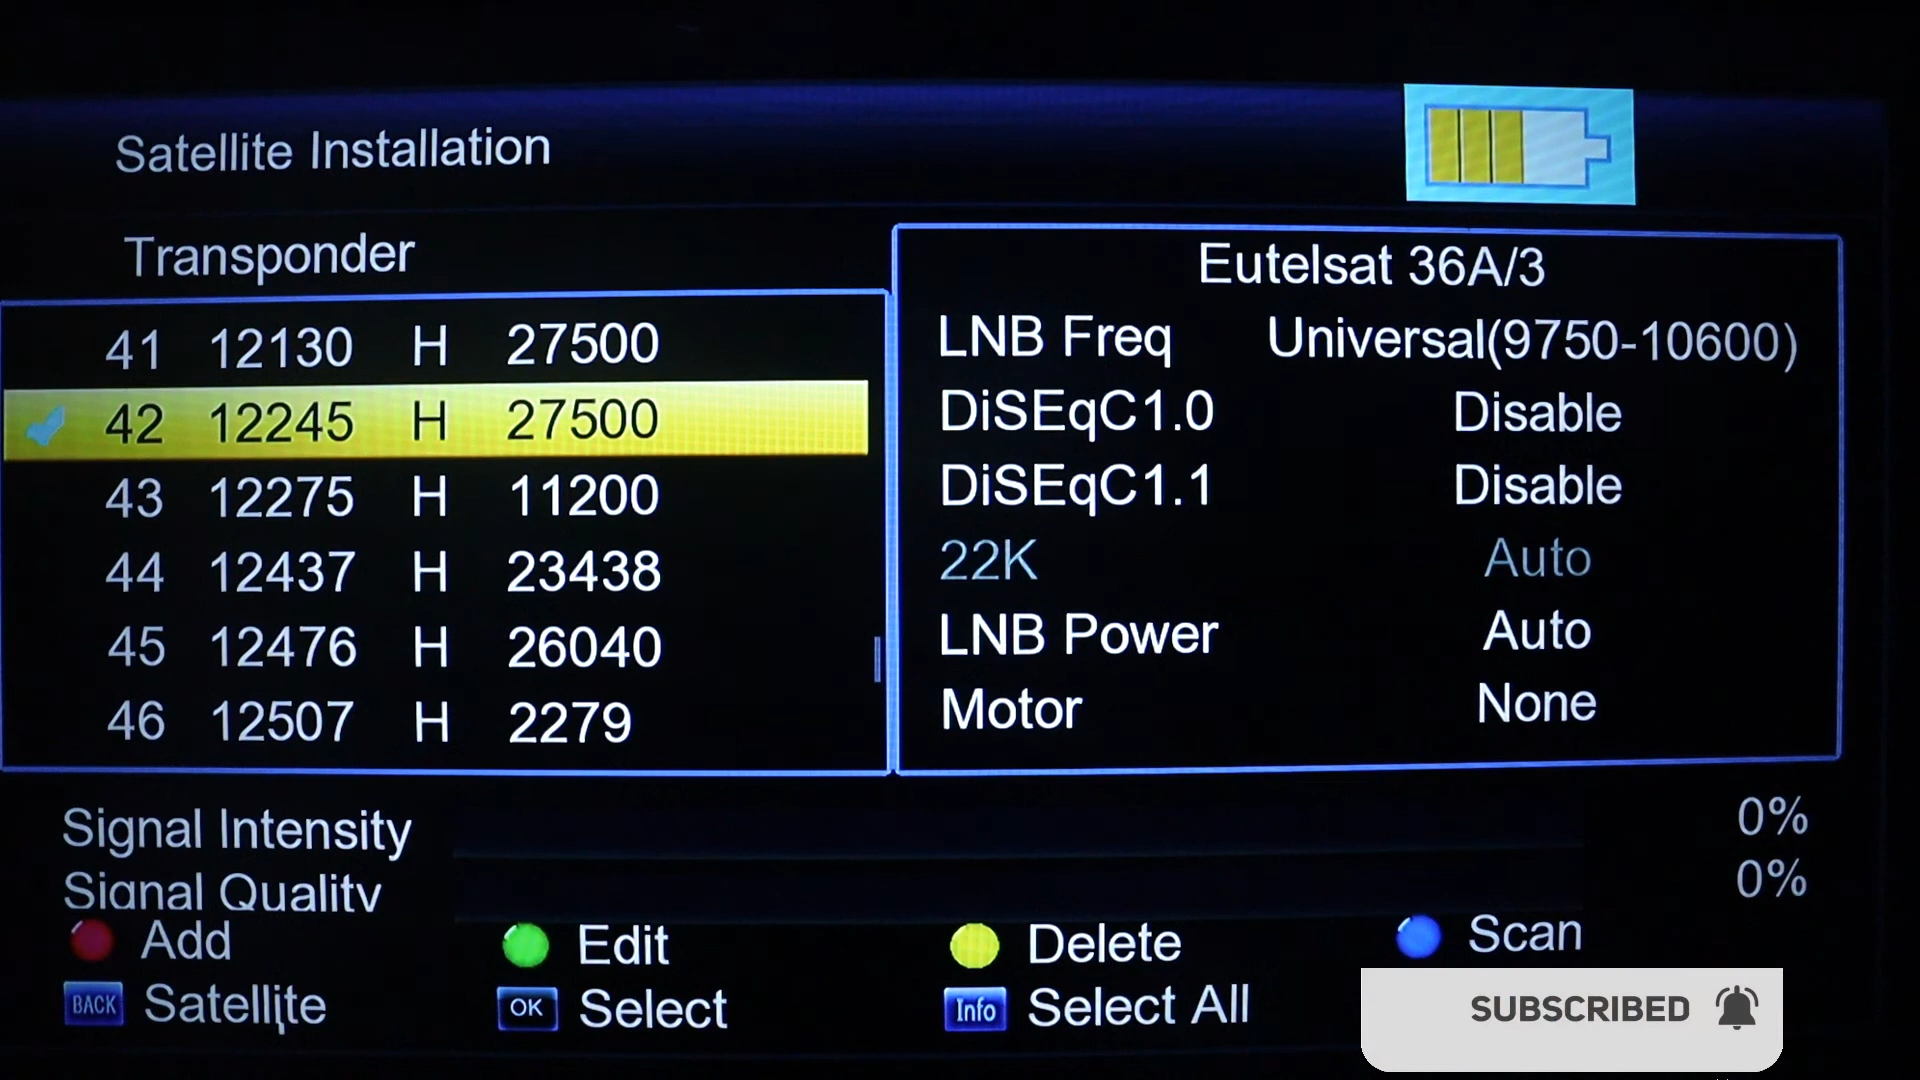 Satellite Installation
Transponder
41 12130 H 27500
42 12245 H 27500
43 12275 H 11200
44 12437 H 23438
45 12476 H 26040
46 12507 H 2279
Eutelsat 36A/3
LNB Freq Universal(9750-10600)
DiSEqC1.0 Disable
DiSEqC1.1 Disable
22K Auto
LNB Power Auto
Motor None
Signal Intensity 0%
Signal Quality 0%
Add Edit Delete Scan
BACK Satellite OK Select Info Select All
SUBSCRIBED